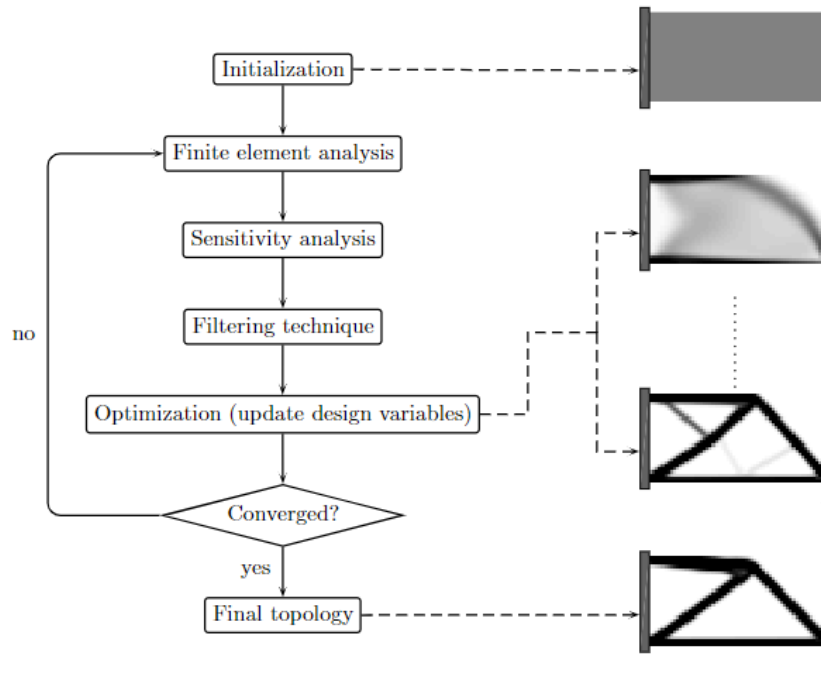 Initialization
Finite element analysis
Sensitivity analysis
no
Filtering technique
Optimization (update design variables)
Converged?
yes
Final topology